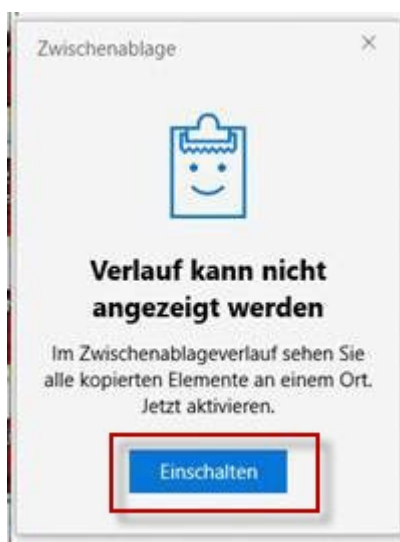 Zwischenablage
Verlauf kann nicht
angezeigt werden
Im Zwischenablageverlauf sehen Sie
alle kopierten Elemente an einem Ort.
Jetzt aktivieren.
Einschalten